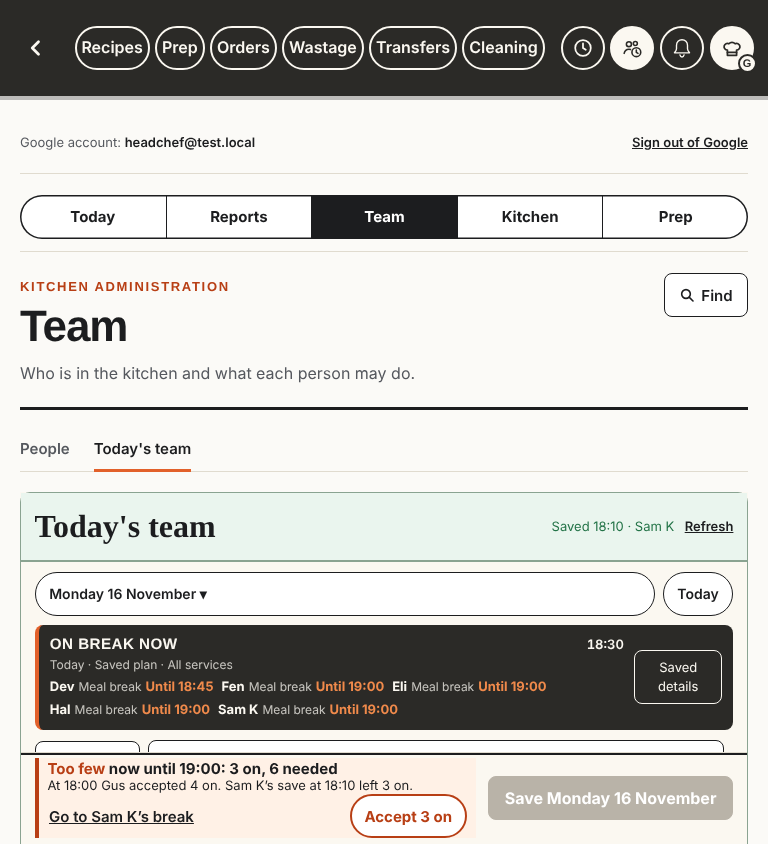 Recipes Prep Orders Wastage Transfers Cleaning G
Google account: headchef@test.local Sign out of Google
Today Reports Team Kitchen Prep
KITCHEN ADMINISTRATION
Find
Team
Who is in the kitchen and what each person may do.
People Today's team
Today's team Saved 18:10 · Sam K Refresh
Monday 16 November ▾ Today
ON BREAK NOW 18:30
Today · Saved plan · All services
Saved details
Dev Meal break Until 18:45 Fen Meal break Until 19:00 Eli Meal break Until 19:00
Hal Meal break Until 19:00 Sam K Meal break Until 19:00
Too few now until 19:00: 3 on, 6 needed
At 18:00 Gus accepted 4 on. Sam K’s save at 18:10 left 3 on.
Go to Sam K’s break Accept 3 on
Save Monday 16 November